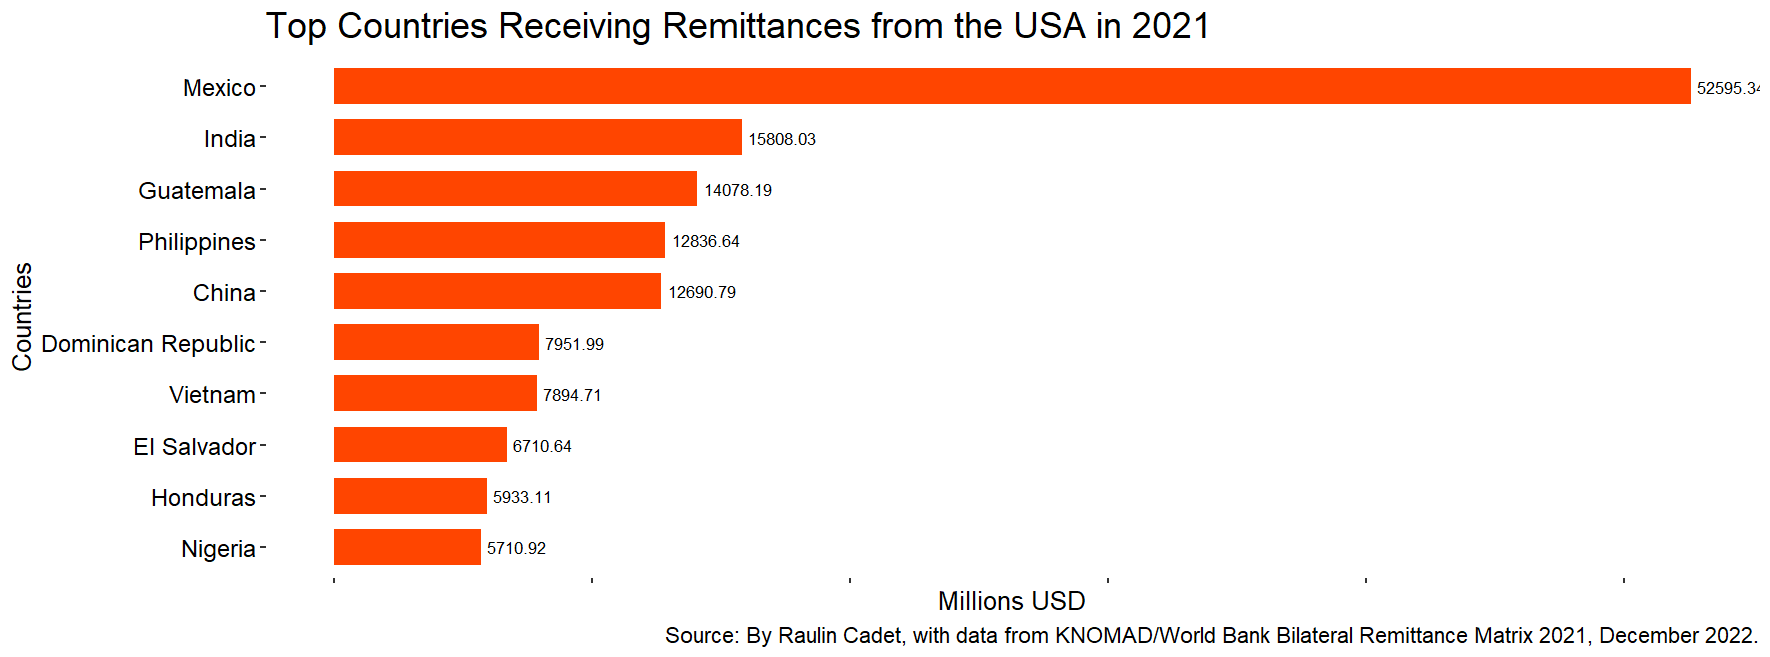 Top Countries Receiving Remittances from the USA in 2021
Mexico
52595.34
India
15808.03
Guatemala
14078.19
Philippines
12836.64
China
12690.79
Countries
Dominican Republic
7951.99
Vietnam
7894.71
El Salvador
6710.64
Honduras
5933.11
Nigeria
5710.92
Millions USD
Source: By Raulin Cadet, with data from KNOMAD/World Bank Bilateral Remittance Matrix 2021, December 2022.